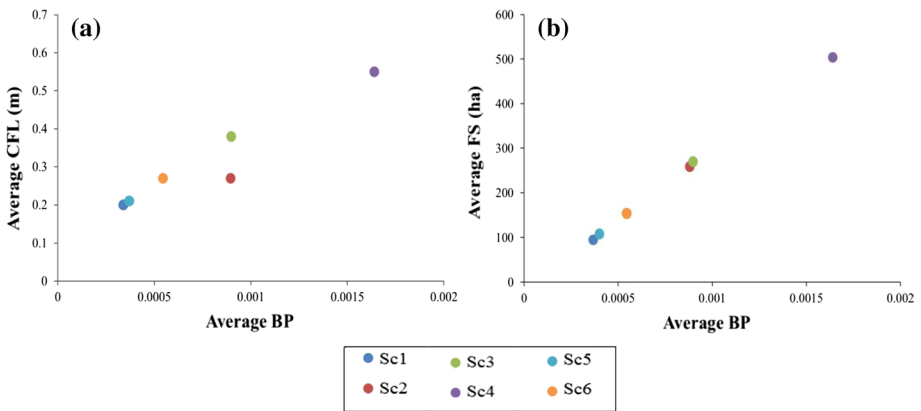 (a)
Average CFL (m)
0.7
0.6
0.5
0.4
0.3
0.2
0.1
0
0 0.0005 0.001 0.0015 0.002
Average BP
(b)
Average FS (ha)
600
500
400
300
200
100
0
0 0.0005 0.001 0.0015 0.002
Average BP
Sc1 Sc3 Sc5
Sc2 Sc4 Sc6